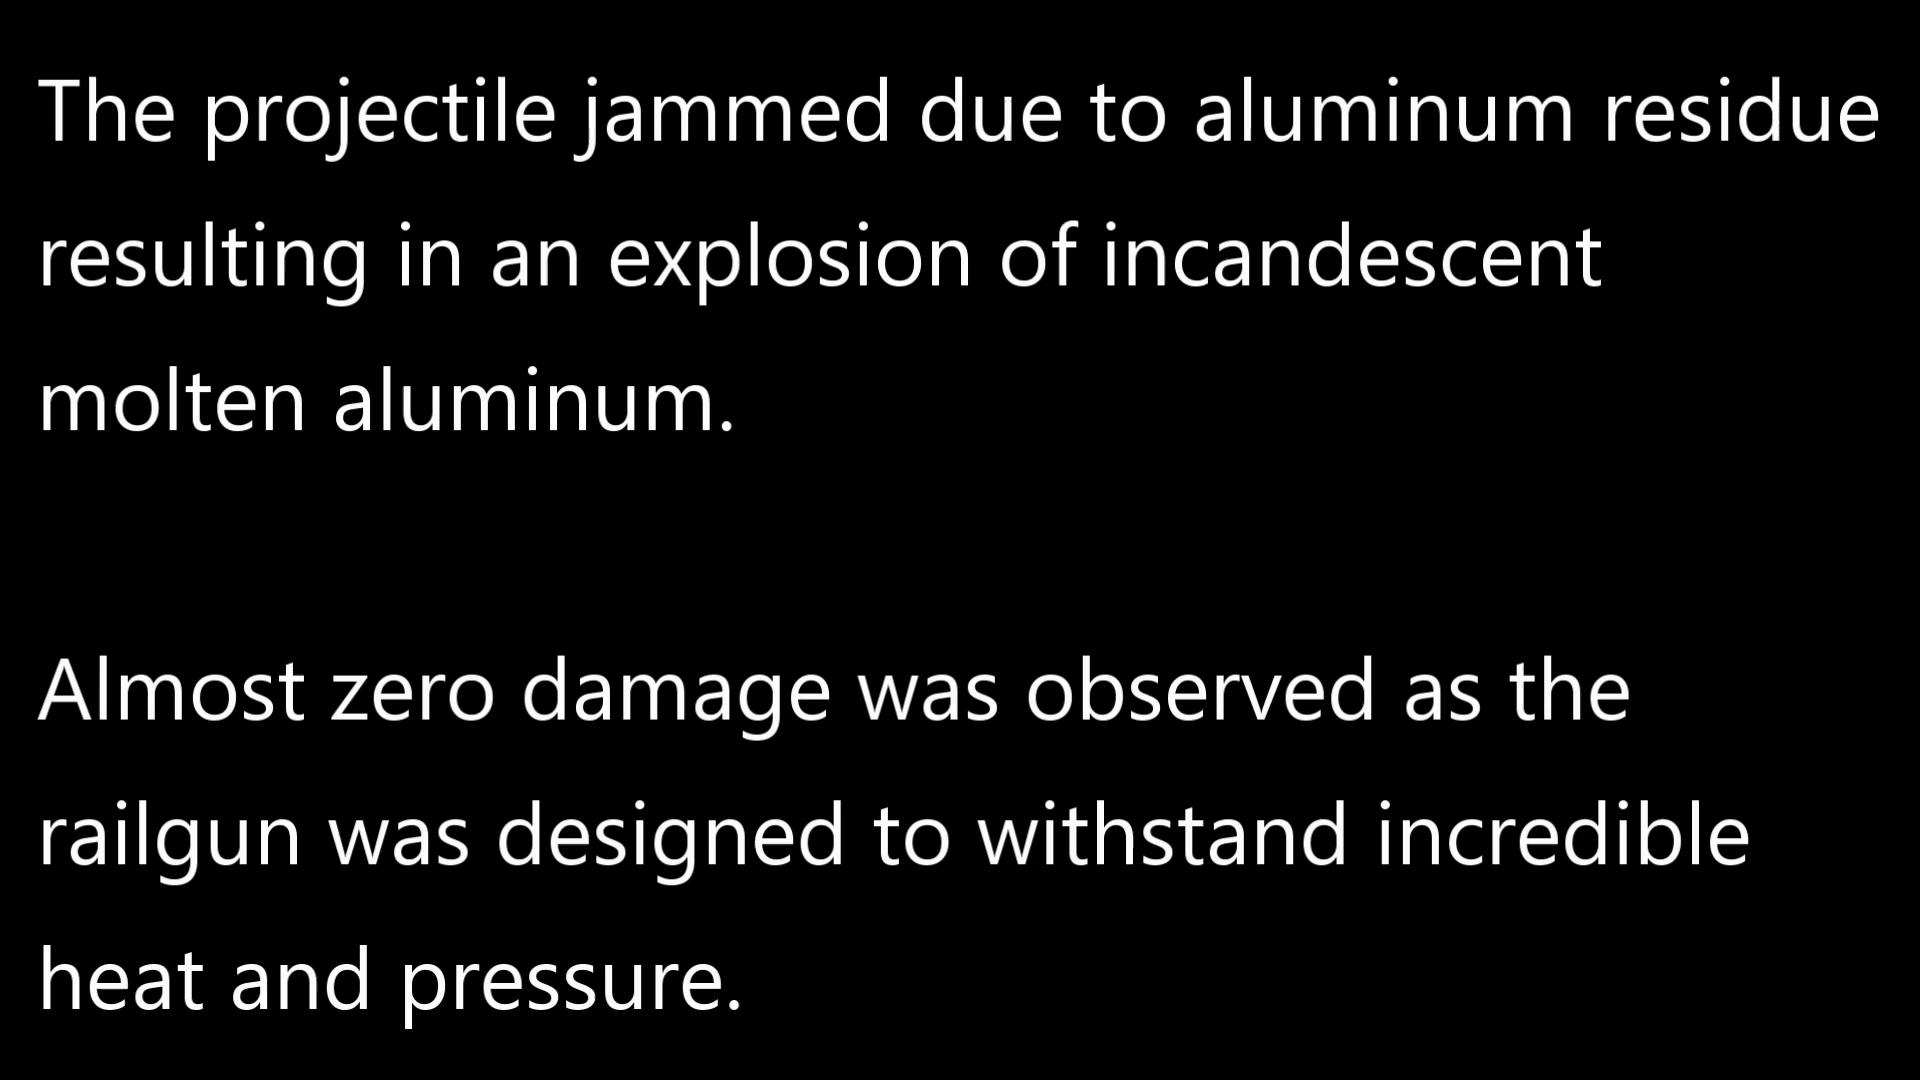 The projectile jammed due to aluminum residue
resulting in an explosion of incandescent
molten aluminum.
Almost zero damage was observed as the
railgun was designed to withstand incredible
heat and pressure.